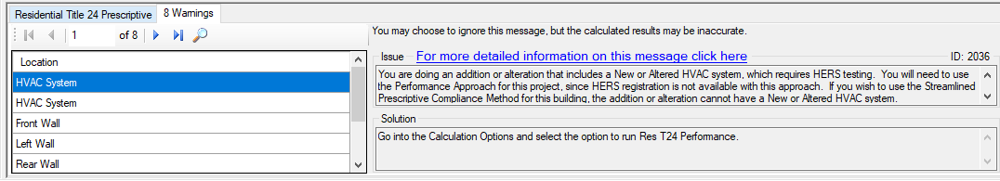 Residential Title 24 Prescriptive
8 Warnings
1 of 8
You may choose to ignore this message, but the calculated results may be inaccurate.
Location
HVAC System
HVAC System
Front Wall
Left Wall
Rear Wall
Issue
For more detailed information on this message click here
ID: 2036
You are doing an addition or alteration that includes a New or Altered HVAC system, which requires HERS testing.  You will need to use
the Performance Approach for this project, since HERS registration is not available with this approach.  If you wish to use the Streamlined
Prescriptive Compliance Method for this building, the addition or alteration cannot have a New or Altered HVAC system.
Solution
Go into the Calculation Options and select the option to run Res T24 Performance.